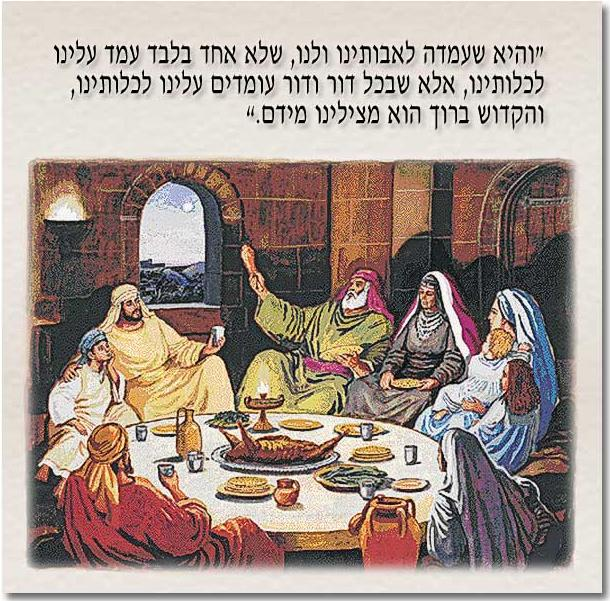 "והיא שעמדה לאבותינו ולנו, שלא אחד בלבד עמד עלינו
לכלותינו, אלא שבכל דור ודור עומדים עלינו לכלותינו,
והקדוש ברוך הוא מצילינו מידם."